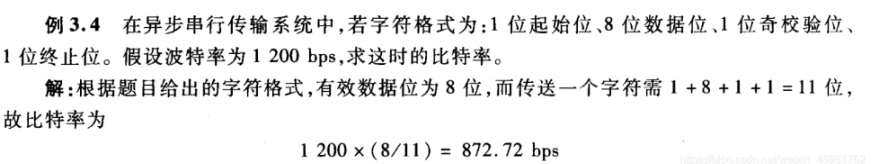 例 3.4 在异步串行传输系统中,若字符格式为:1 位起始位、8 位数据位、1 位奇校验位、
1 位终止位。假设波特率为 1 200 bps,求这时的比特率。
解:根据题目给出的字符格式,有效数据位为 8 位,而传送一个字符需 1 + 8 + 1 + 1 = 11 位,
故比特率为
1 200 × (8/11) = 872.72 bps
https://blog.csdn.net/weixin_45961752